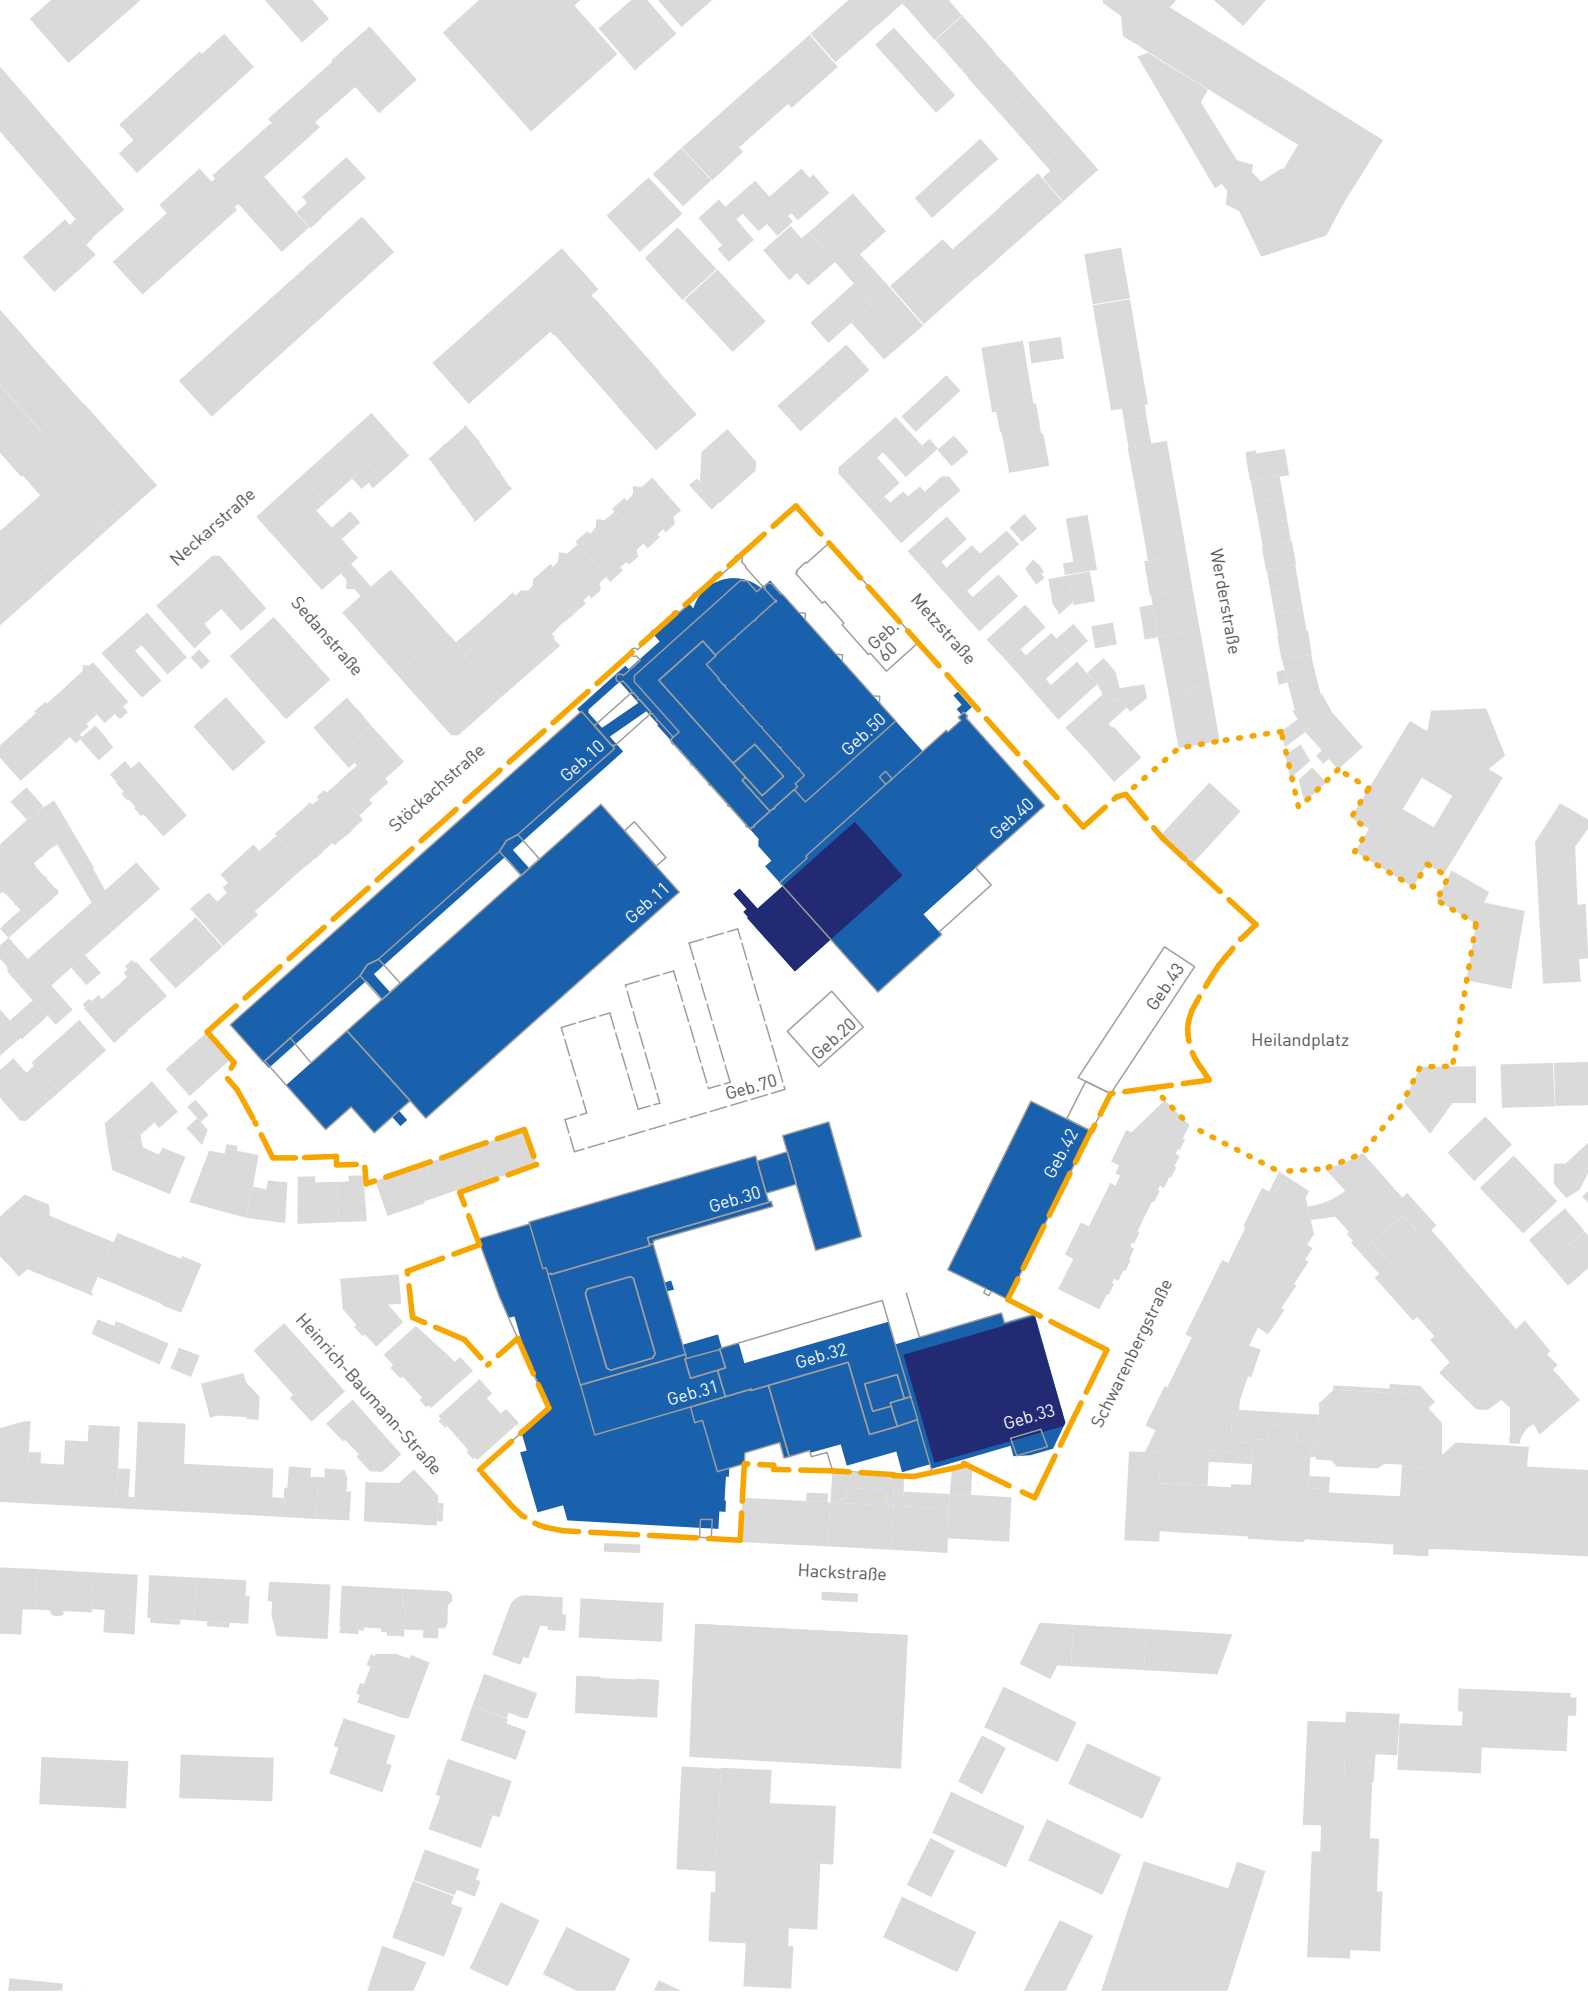 Neckarstraße
Sedanstraße
Stöckachstraße
Metzstraße
Werderstraße
Geb.
60
Geb.50
Geb.10
Geb.40
Geb.11
Geb.43
Geb.20
Heilandplatz
Geb.70
Geb.42
Geb.30
Heinrich-Baumann-Straße
Geb.32
Geb.31
Geb.33
Schwarenbergstraße
Hackstraße